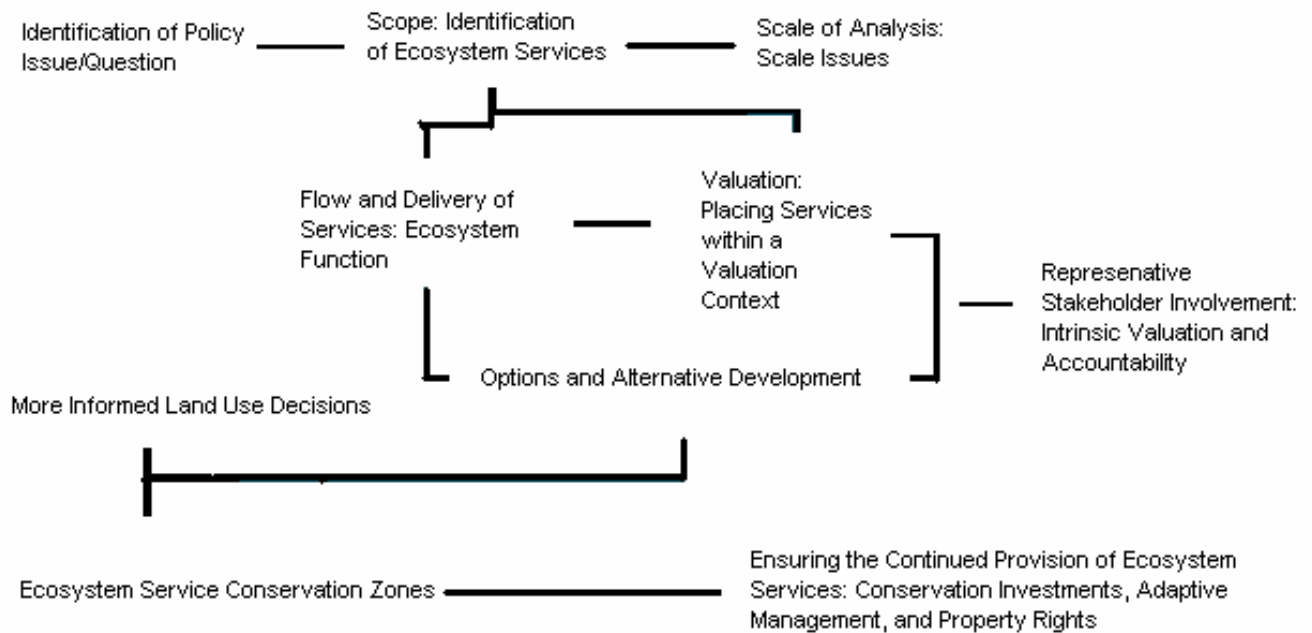 Identification of Policy
Issue/Question
Scope: Identification
of Ecosystem Services
Scale of Analysis:
Scale Issues
Flow and Delivery of
Services: Ecosystem
Function
Valuation:
Placing Services
within a
Valuation
Context
Represenative
Stakeholder Involvement:
Intrinsic Valuation and
Accountability
Options and Alternative Development
More Informed Land Use Decisions
Ecosystem Service Conservation Zones
Ensuring the Continued Provision of Ecosystem
Services: Conservation Investments, Adaptive
Management, and Property Rights